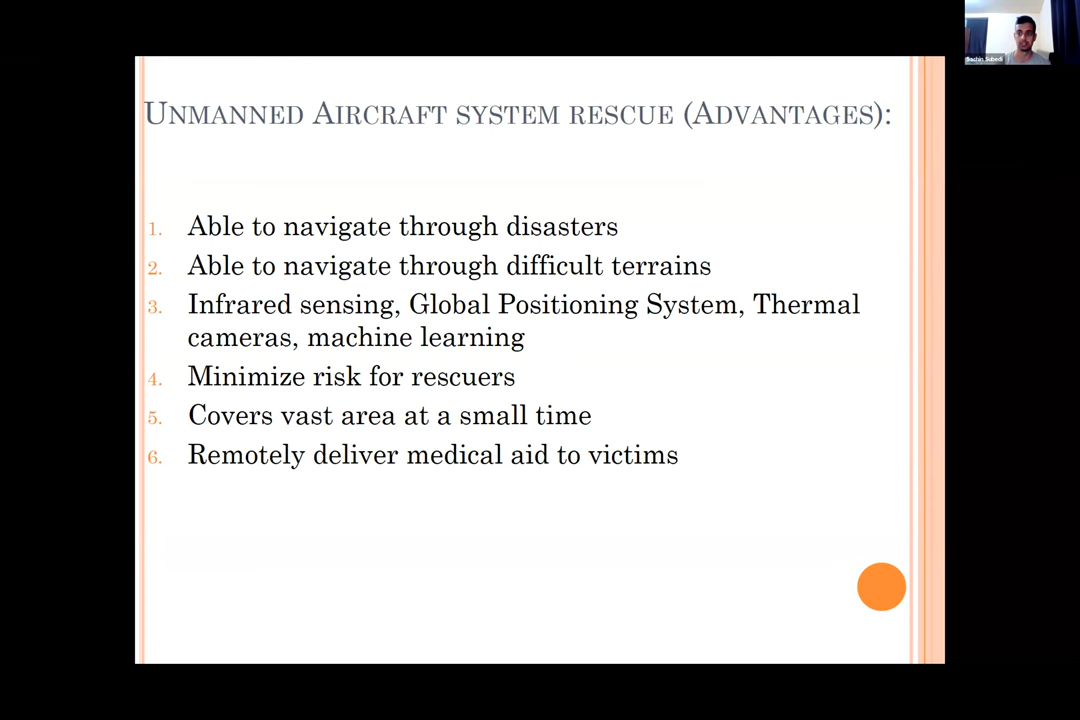 Sachin Subedi
UNMANNED AIRCRAFT SYSTEM RESCUE (ADVANTAGES):
1. Able to navigate through disasters
2. Able to navigate through difficult terrains
3. Infrared sensing, Global Positioning System, Thermal
cameras, machine learning
4. Minimize risk for rescuers
5. Covers vast area at a small time
6. Remotely deliver medical aid to victims